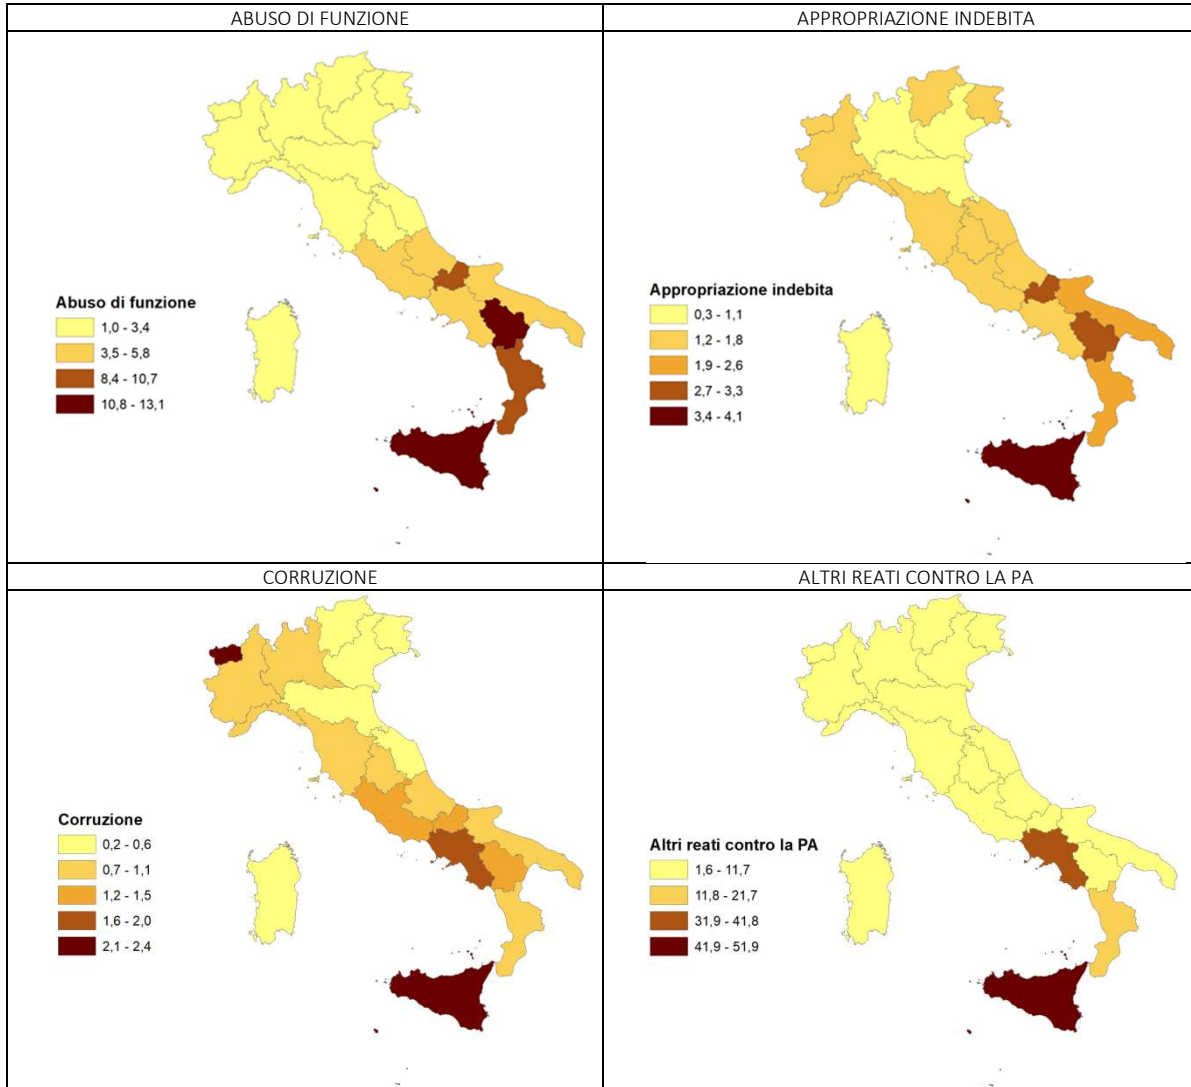 ABUSO DI FUNZIONE
APPROPRIAZIONE INDEBITA
Abuso di funzione
1,0 - 3,4
3,5 - 5,8
8,4 - 10,7
10,8 - 13,1
Appropriazione indebita
0,3 - 1,1
1,2 - 1,8
1,9 - 2,6
2,7 - 3,3
3,4 - 4,1
CORRUZIONE
ALTRI REATI CONTRO LA PA
Corruzione
0,2 - 0,6
0,7 - 1,1
1,2 - 1,5
1,6 - 2,0
2,1 - 2,4
Altri reati contro la PA
1,6 - 11,7
11,8 - 21,7
31,9 - 41,8
41,9 - 51,9